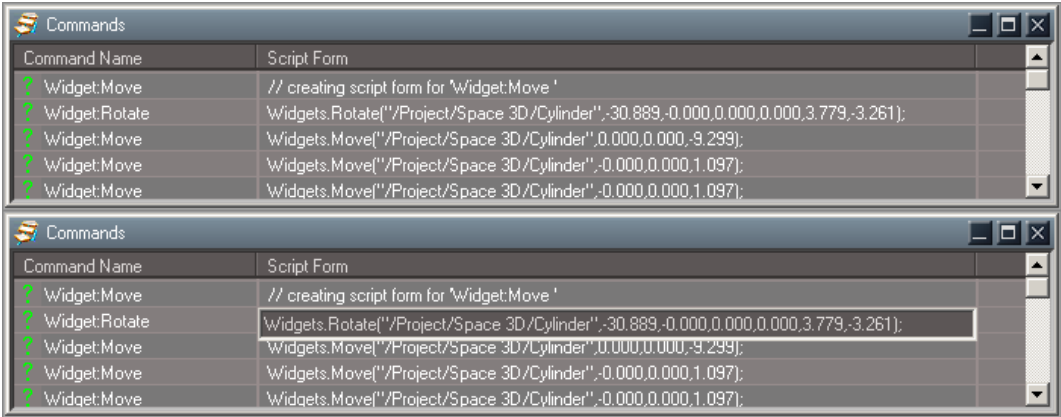 Commands
Command Name Script Form
? Widget:Move // creating script form for 'Widget:Move '
? Widget:Rotate Widgets.Rotate("/Project/Space 3D/Cylinder",-30.889,-0.000,0.000,0.000,3.779,-3.261);
? Widget:Move Widgets.Move("/Project/Space 3D/Cylinder",0.000,0.000,-9.299);
? Widget:Move Widgets.Move("/Project/Space 3D/Cylinder",-0.000,0.000,1.097);
? Widget:Move Widgets.Move("/Project/Space 3D/Cylinder",-0.000,0.000,1.097);
Commands
Command Name Script Form
? Widget:Move // creating script form for 'Widget:Move '
? Widget:Rotate Widgets.Rotate("/Project/Space 3D/Cylinder",-30.889,-0.000,0.000,0.000,3.779,-3.261);
? Widget:Move Widgets.Move("/Project/Space 3D/Cylinder",0.000,0.000,-9.299);
? Widget:Move Widgets.Move("/Project/Space 3D/Cylinder",-0.000,0.000,1.097);
? Widget:Move Widgets.Move("/Project/Space 3D/Cylinder",-0.000,0.000,1.097);